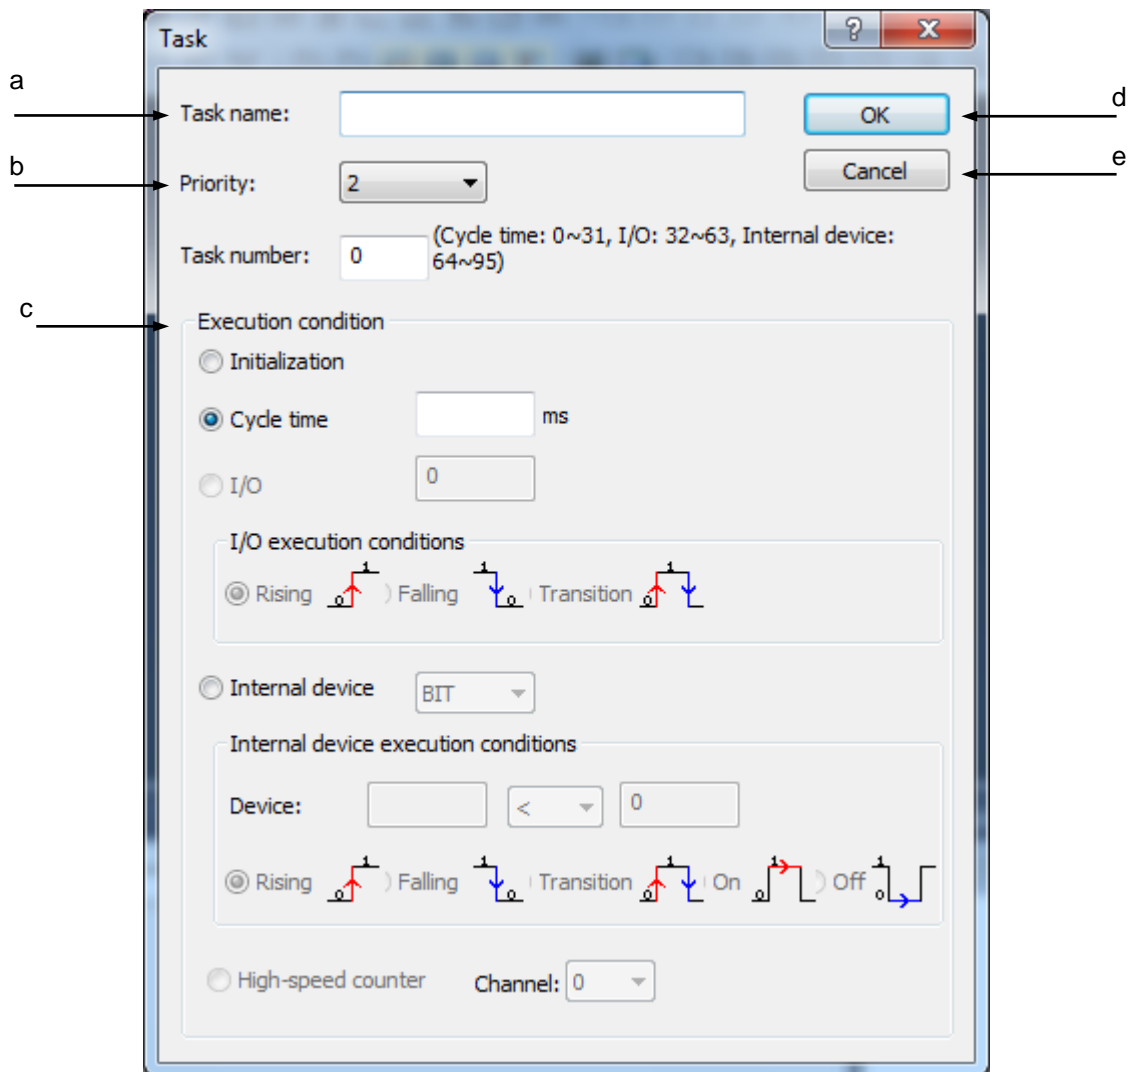 Task
?
X
a
Task name:
OK
d
b
Priority:
2
Cancel
e
Task number:
0
(Cycle time: 0~31, I/O: 32~63, Internal device:
64~95)
c
Execution condition
Initialization
Cycle time
ms
I/O
0
I/O execution conditions
Rising 0 1 Falling 1 0 Transition 0 1
Internal device
BIT
Internal device execution conditions
Device:
<
0
Rising 0 1 Falling 1 0 Transition 0 1 On 0 1 Off 1 0
High-speed counter
Channel: 0